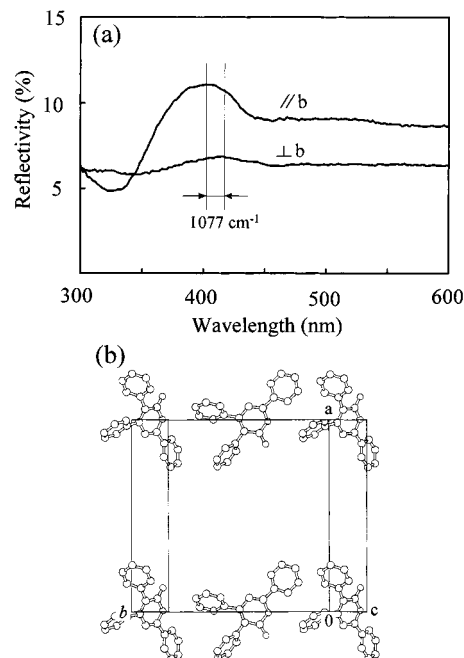 (a)
15
10
5
Reflectivity (%)
//b
⊥b
1077 cm⁻¹
300 400 500 600
Wavelength (nm)
(b)
a
b 0 c